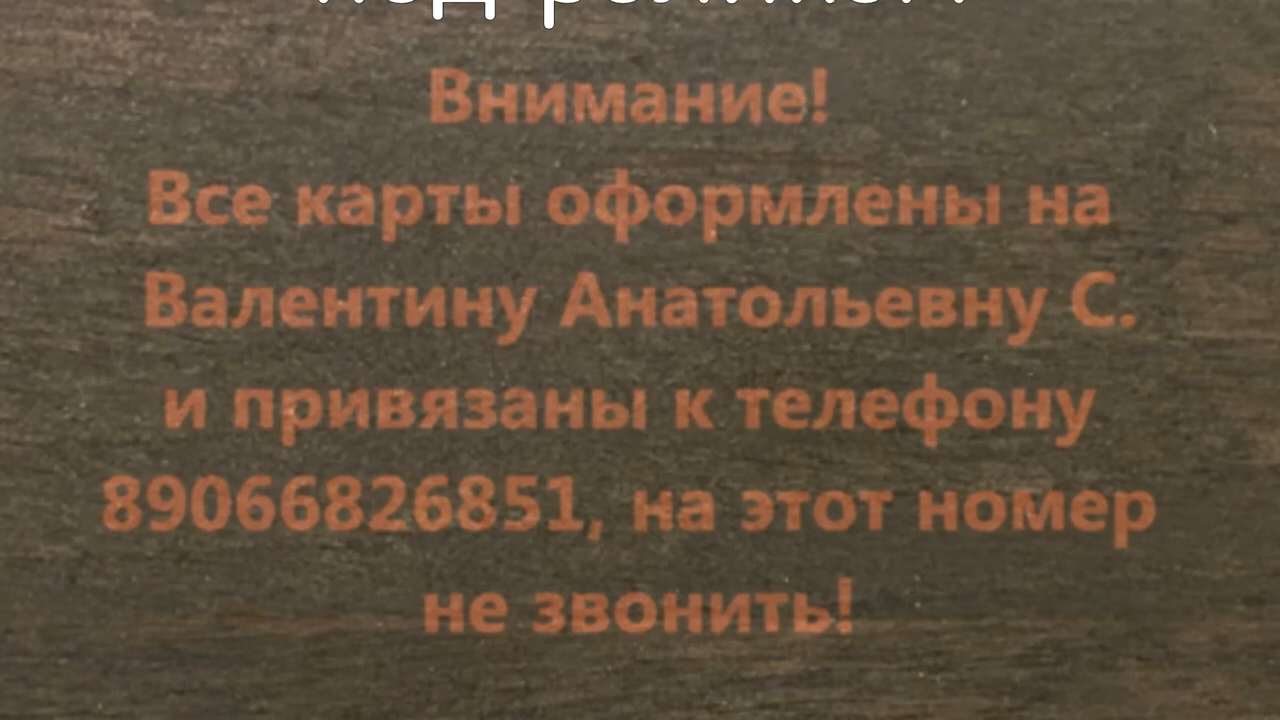 Внимание!
Все карты оформлены на
Валентину Анатольевну С.
и привязаны к телефону
89066826851, на этот номер
не звонить!